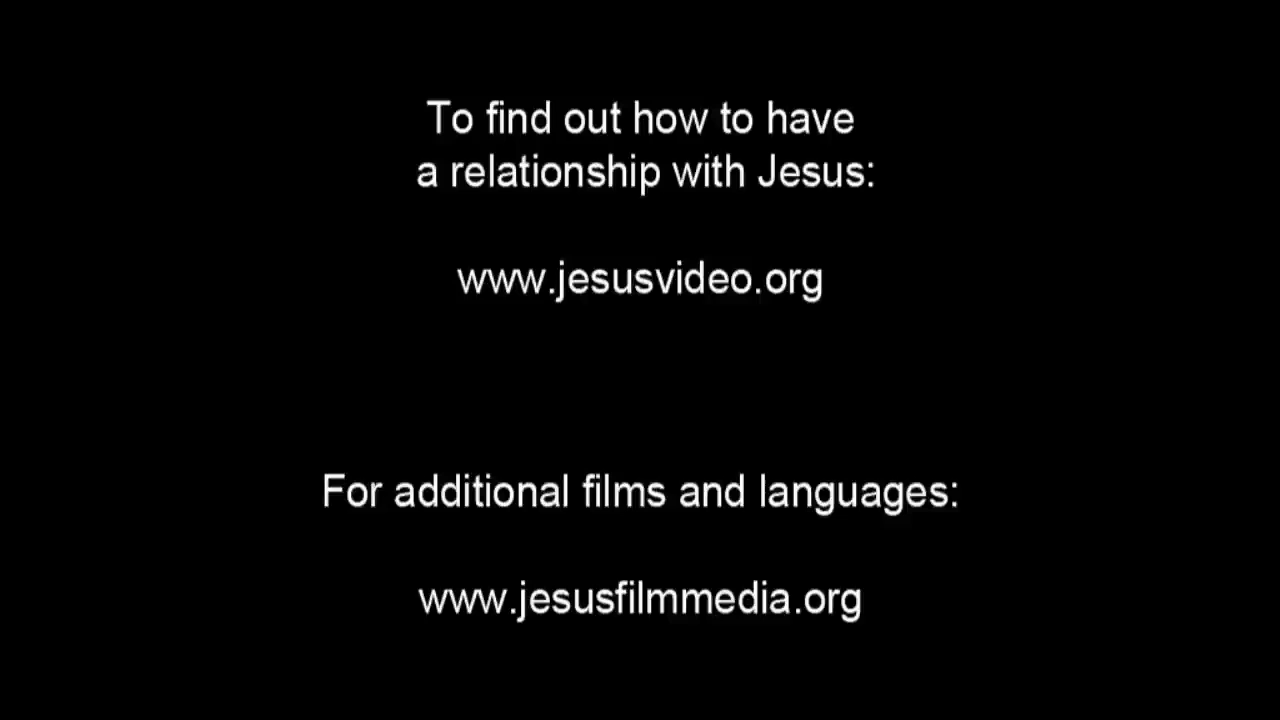 To find out how to have
a relationship with Jesus:
www.jesusvideo.org
For additional films and languages:
www.jesusfilmmedia.org